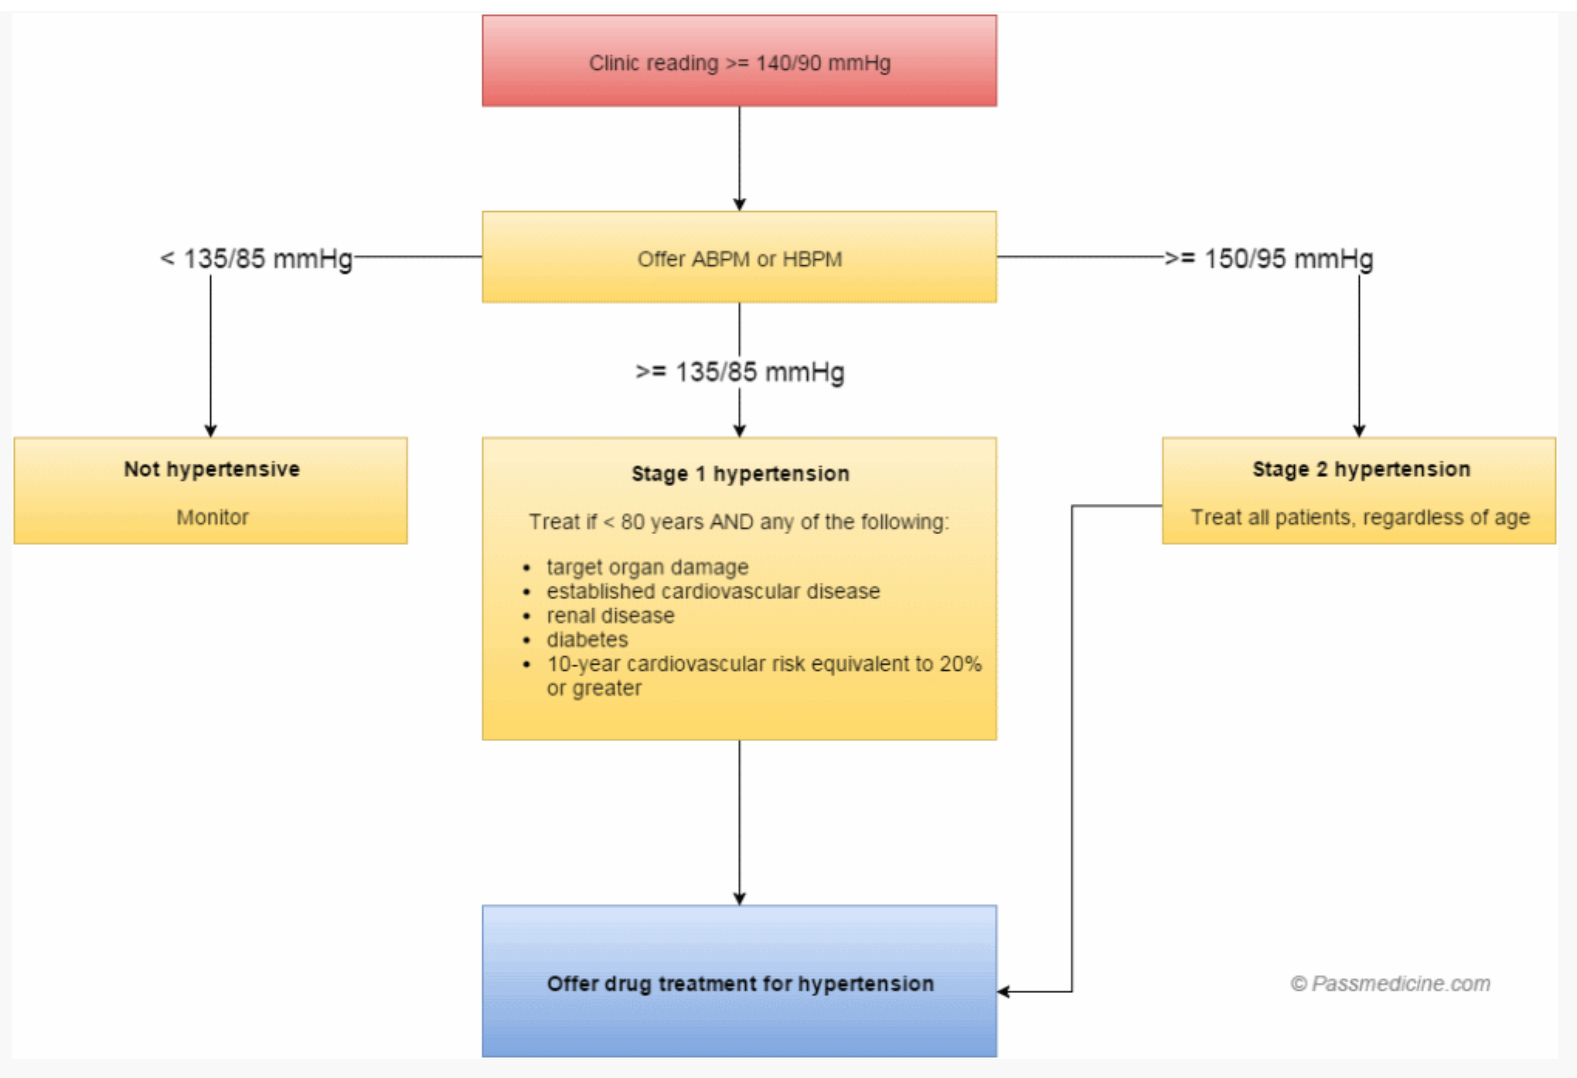 Clinic reading >= 140/90 mmHg
Offer ABPM or HBPM
< 135/85 mmHg
>= 135/85 mmHg
>= 150/95 mmHg
Not hypertensive
Monitor
Stage 1 hypertension
Treat if < 80 years AND any of the following:
• target organ damage
• established cardiovascular disease
• renal disease
• diabetes
• 10-year cardiovascular risk equivalent to 20%
or greater
Stage 2 hypertension
Treat all patients, regardless of age
Offer drug treatment for hypertension
© Passmedicine.com